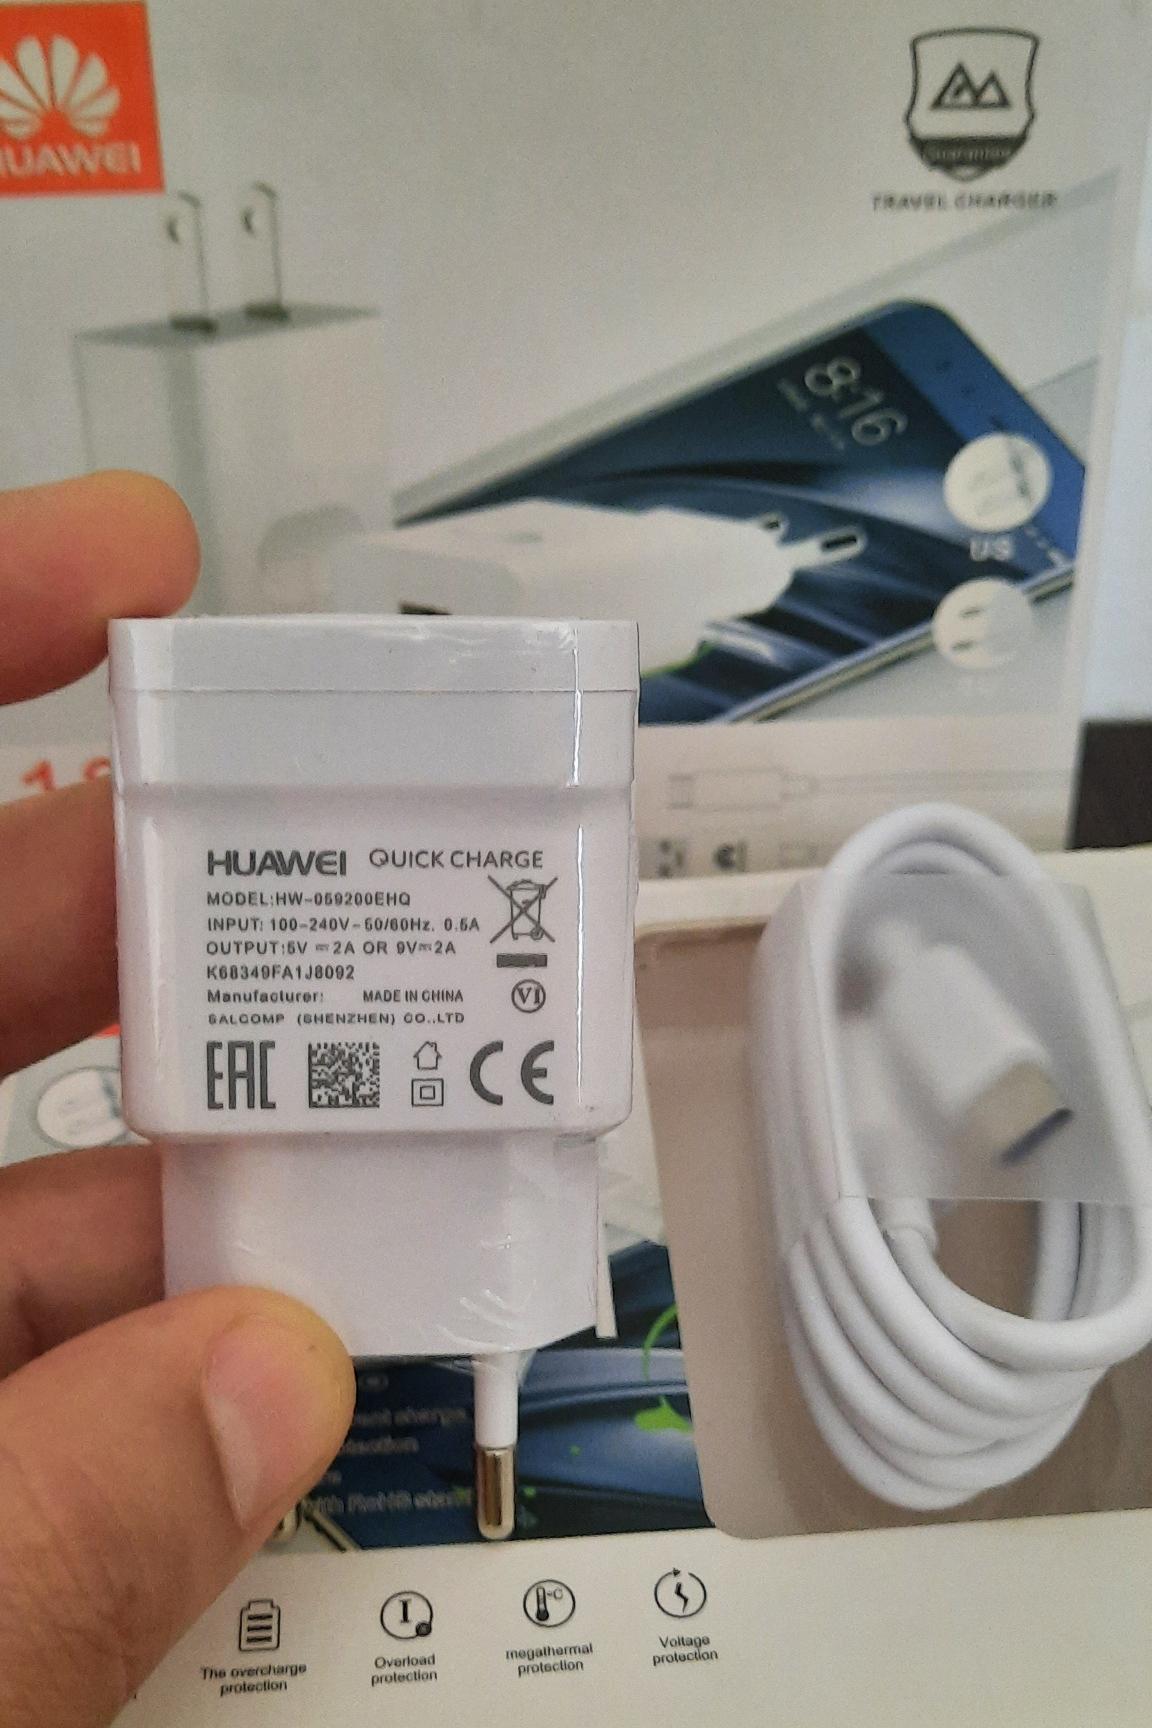 HUAWEI
Guarantee
TRAVEL CHARGER
8:16
US
HUAWEI QUICK CHARGE
MODEL:HW-059200EHQ
INPUT: 100-240V~50/60Hz, 0.5A
OUTPUT:5V ⎓ 2A OR 9V⎓2A
K68349FA1J8092
Manufacturer: MADE IN CHINA
SALCOMP (SHENZHEN) CO.,LTD
VI
EAC
CE
The overcharge
protection
I
Overload
protection
°C
megathermal
protection
Voltage
protection